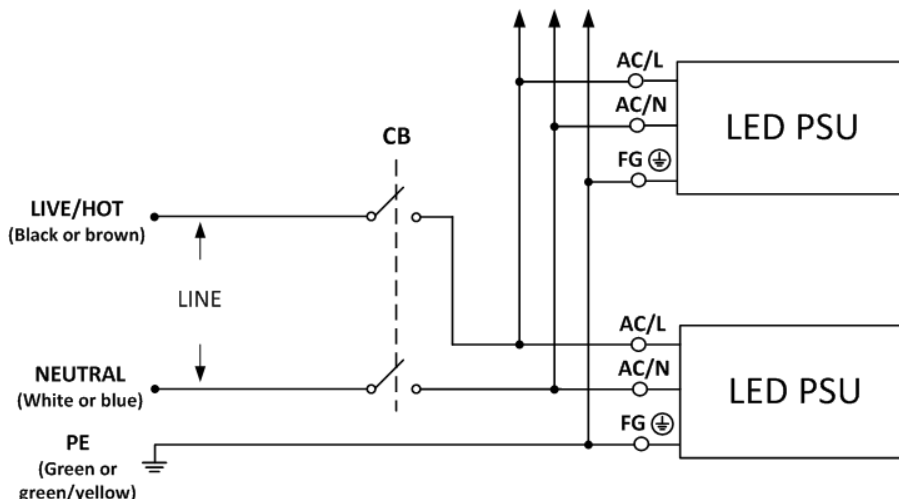 AC/L
AC/N
FG
LED PSU
CB
LIVE/HOT
(Black or brown)
LINE
NEUTRAL
(White or blue)
PE
(Green or
green/yellow)
AC/L
AC/N
FG
LED PSU